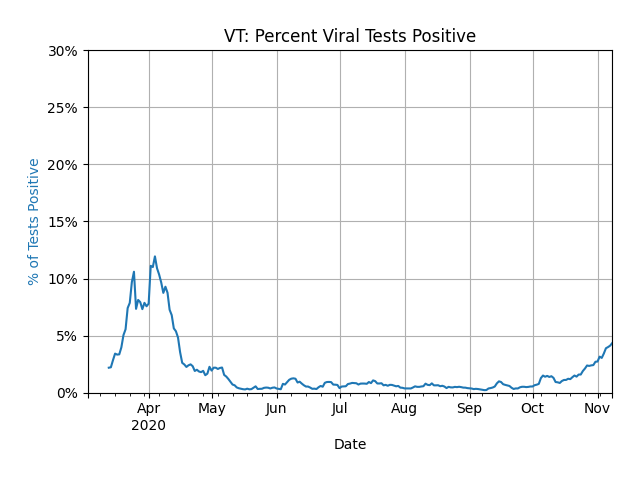 VT: Percent Viral Tests Positive
30%
25%
20%
15%
10%
5%
0%
% of Tests Positive
Apr May Jun Jul Aug Sep Oct Nov
2020
Date